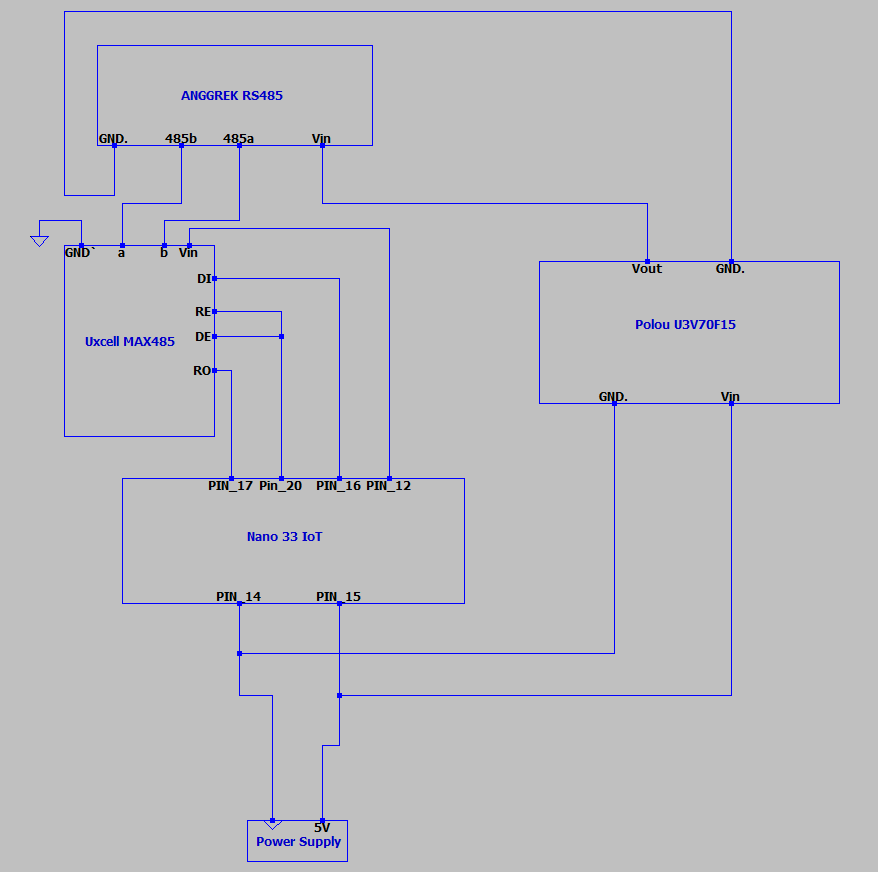 ANGGREK RS485
GND. 485b 485a Vin
GND` a b Vin
DI
RE
DE
RO
Uxcell MAX485
Vout GND.
Polou U3V70F15
GND. Vin
PIN_17 Pin_20 PIN_16 PIN_12
Nano 33 IoT
PIN_14 PIN_15
5V
Power Supply